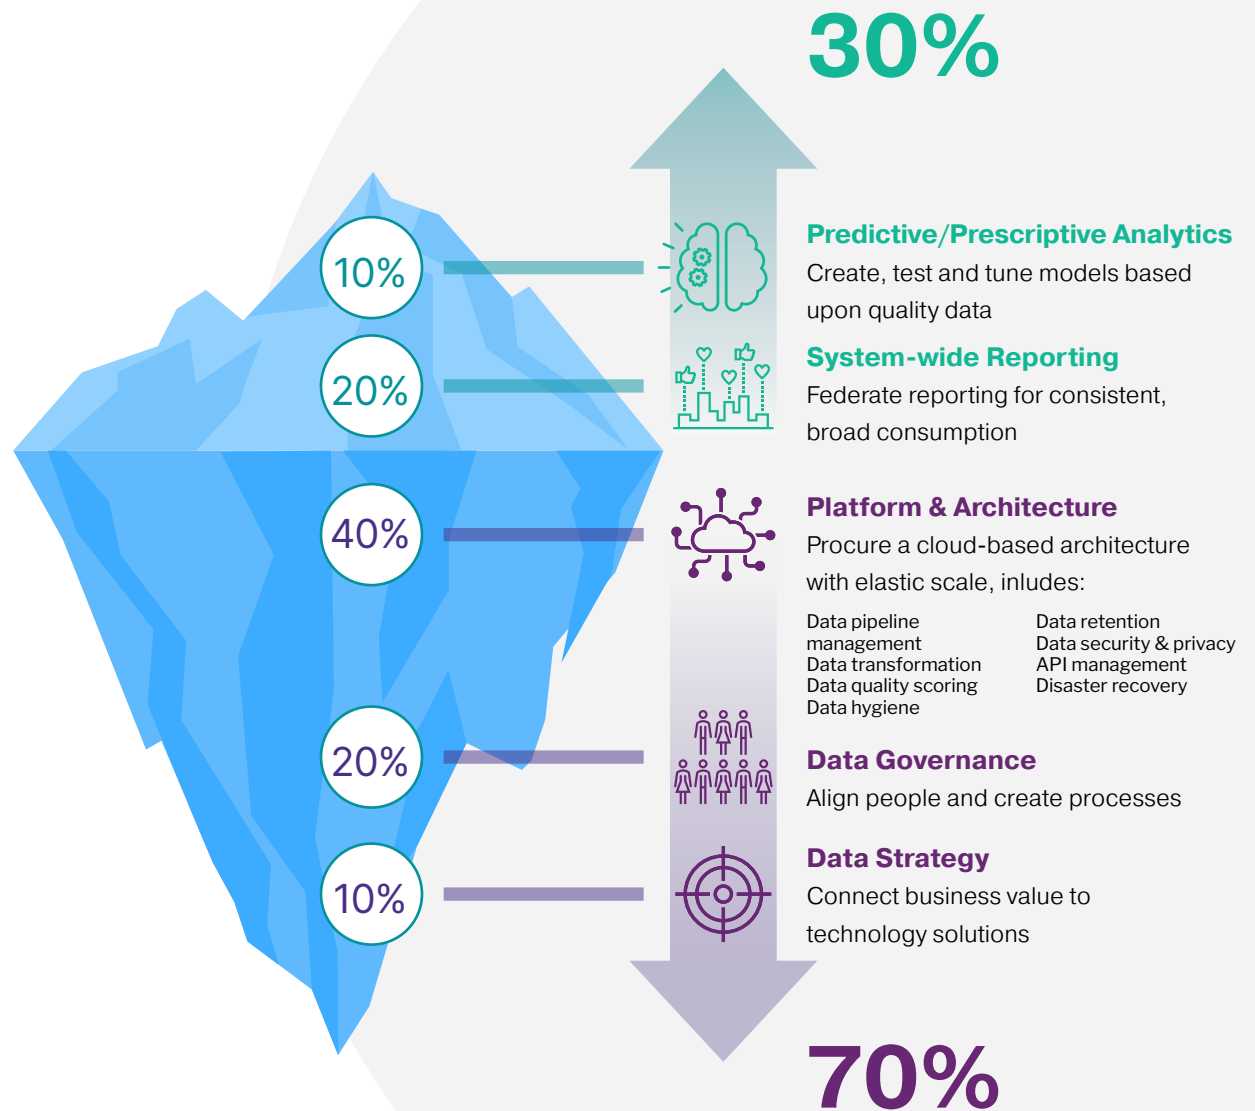 30%
10%
Predictive/Prescriptive Analytics
Create, test and tune models based
upon quality data
20%
System-wide Reporting
Federate reporting for consistent,
broad consumption
40%
Platform & Architecture
Procure a cloud-based architecture
with elastic scale, inludes:
Data pipeline
management
Data transformation
Data quality scoring
Data hygiene
Data retention
Data security & privacy
API management
Disaster recovery
20%
Data Governance
Align people and create processes
10%
Data Strategy
Connect business value to
technology solutions
70%